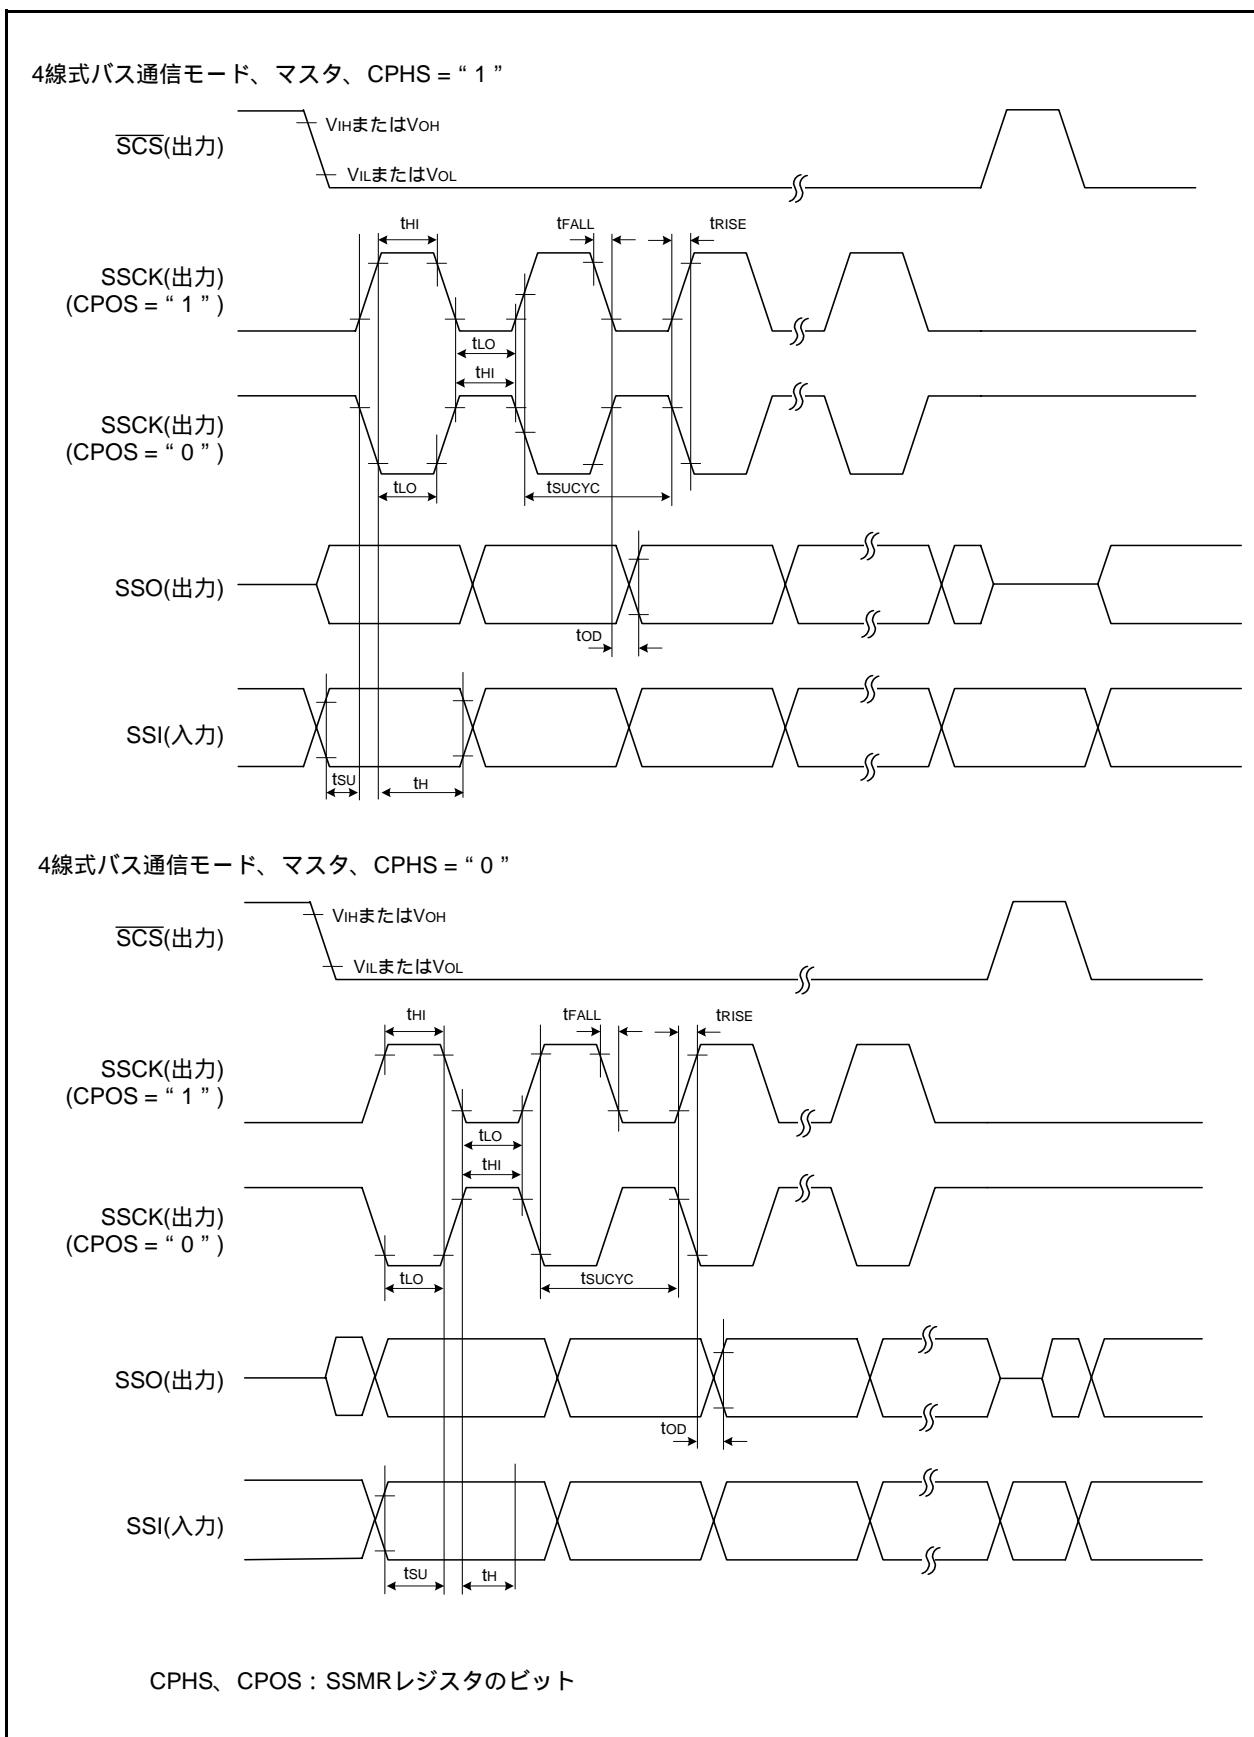 4線式バス通信モード、マスタ、CPHS = “ 1 ”
VIHまたはVOH
SCS(出力)
VILまたはVOL
tHI
tFALL
tRISE
SSCK(出力)
(CPOS = “ 1 ” )
tLO
tHI
SSCK(出力)
(CPOS = “ 0 ” )
tLO
tSUCYC
SSO(出力)
tOD
SSI(入力)
tSU
tH
4線式バス通信モード、マスタ、CPHS = “ 0 ”
VIHまたはVOH
SCS(出力)
VILまたはVOL
tHI
tFALL
tRISE
SSCK(出力)
(CPOS = “ 1 ” )
tLO
tHI
SSCK(出力)
(CPOS = “ 0 ” )
tLO
tSUCYC
SSO(出力)
tOD
SSI(入力)
tSU
tH
CPHS、CPOS：SSMRレジスタのビット